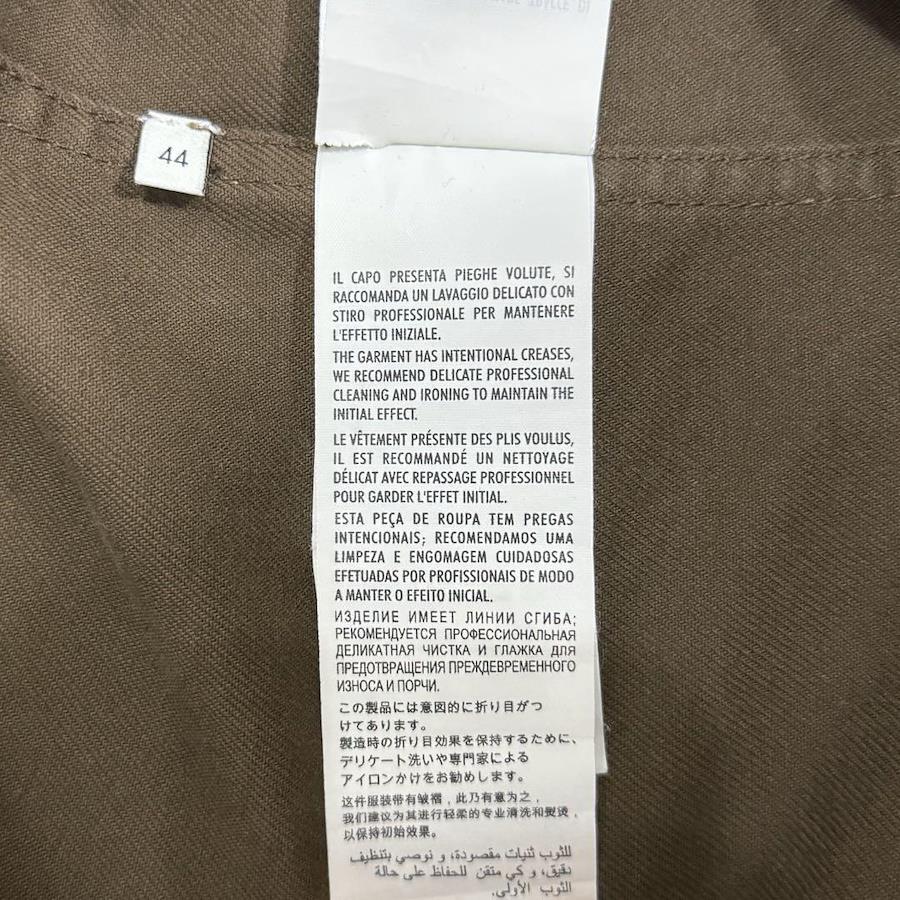 44
IL CAPO PRESENTA PIEGHE VOLUTE, SI
RACCOMANDA UN LAVAGGIO DELICATO CON
STIRO PROFESSIONALE PER MANTENERE
L'EFFETTO INIZIALE.
THE GARMENT HAS INTENTIONAL CREASES,
WE RECOMMEND DELICATE PROFESSIONAL
CLEANING AND IRONING TO MAINTAIN THE
INITIAL EFFECT.
LE VÊTEMENT PRÉSENTE DES PLIS VOULUS,
IL EST RECOMMANDÉ UN NETTOYAGE
DÉLICAT AVEC REPASSAGE PROFESSIONNEL
POUR GARDER L'EFFET INITIAL.
ESTA PEÇA DE ROUPA TEM PREGAS
INTENCIONAIS; RECOMENDAMOS UMA
LIMPEZA E ENGOMAGEM CUIDADOSAS
EFETUADAS POR PROFISSIONAIS DE MODO
A MANTER O EFEITO INICIAL.
ИЗДЕЛИЕ ИМЕЕТ ЛИНИИ СГИБА;
РЕКОМЕНДУЕТСЯ ПРОФЕССИОНАЛЬНАЯ
ДЕЛИКАТНАЯ ЧИСТКА И ГЛАЖКА ДЛЯ
ПРЕДОТВРАЩЕНИЯ ПРЕЖДЕВРЕМЕННОГО
ИЗНОСА И ПОРЧИ.
この製品には意図的に折り目がつ
けてあります。
製造時の折り目効果を保持するために、
デリケート洗いや専門家による
アイロンかけをお勧めします。
这件服装带有皱褶，此乃有意为之，
我们建议为其进行轻柔的专业清洗和熨烫，
以保持初始效果。
للثوب ثنيات مقصودة، و نوصي بتنظيف
دقيق، و كي متقن للحفاظ على حالة
الثوب الأولى.